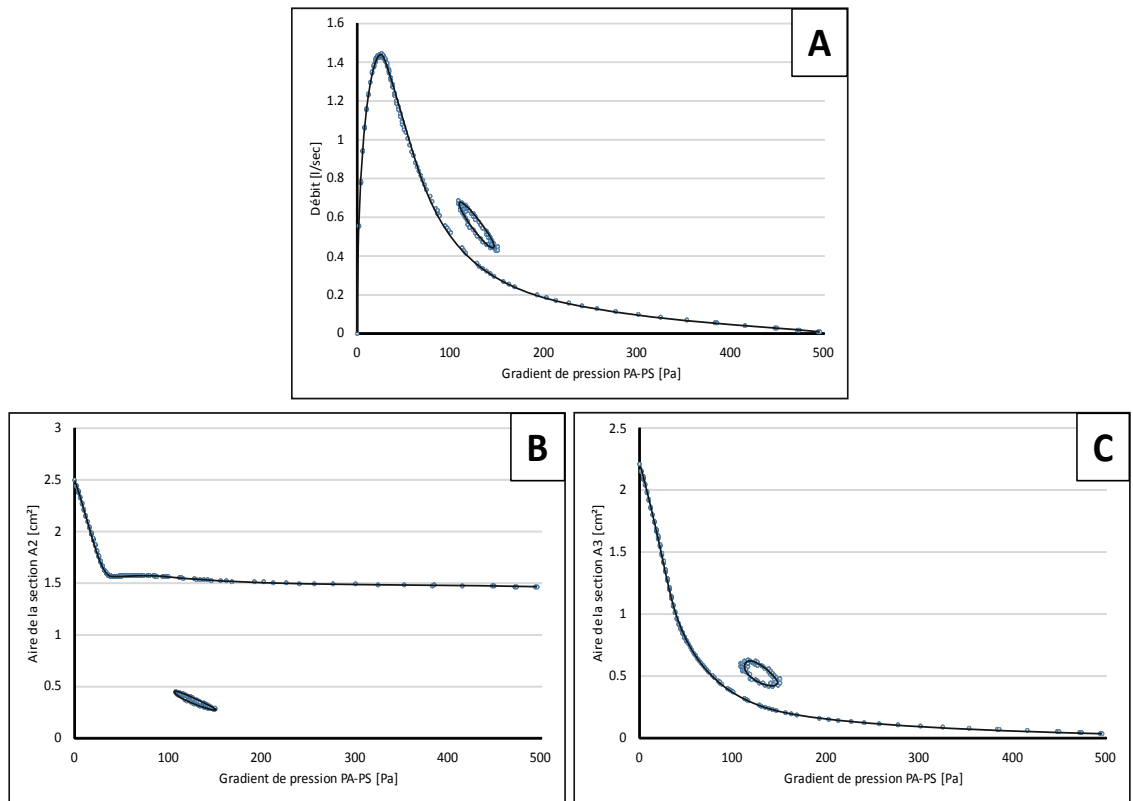 A
1.6
1.4
1.2
1
0.8
0.6
0.4
0.2
0
0 100 200 300 400 500
Débit [l/sec]
Gradient de pression PA-PS [Pa]
B
3
2.5
2
1.5
1
0.5
0
0 100 200 300 400 500
Aire de la section A2 [cm²]
Gradient de pression PA-PS [Pa]
C
2.5
2
1.5
1
0.5
0
0 100 200 300 400 500
Aire de la section A3 [cm²]
Gradient de pression PA-PS [Pa]